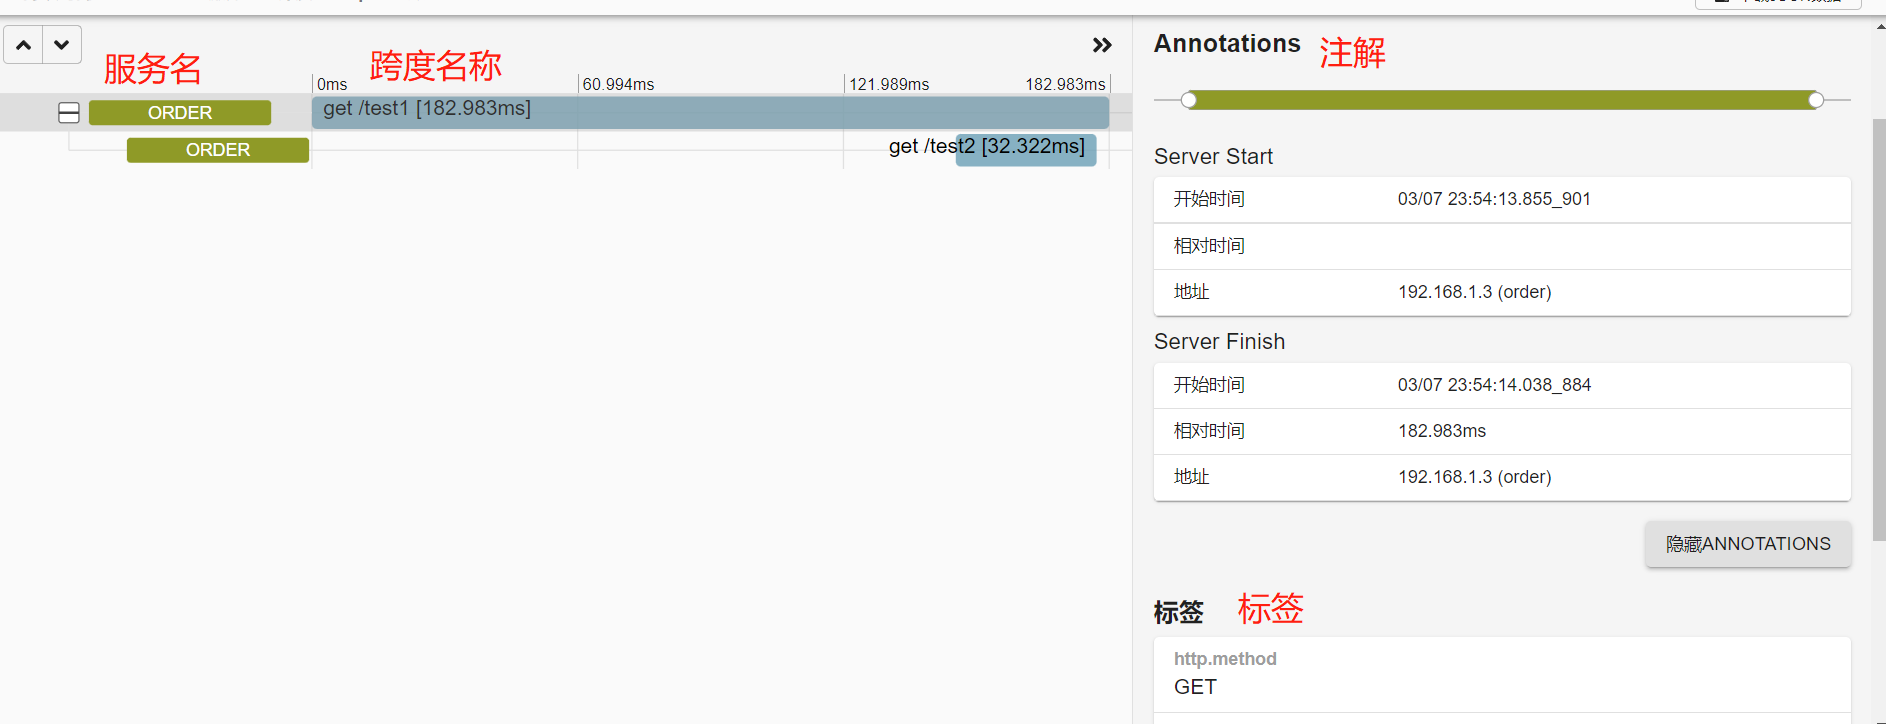 服务名
跨度名称
0ms
60.994ms
121.989ms
182.983ms
ORDER
get /test1 [182.983ms]
ORDER
get /test2 [32.322ms]
Annotations
注解
Server Start
开始时间 03/07 23:54:13.855_901
相对时间
地址 192.168.1.3 (order)
Server Finish
开始时间 03/07 23:54:14.038_884
相对时间 182.983ms
地址 192.168.1.3 (order)
隐藏ANNOTATIONS
标签
标签
http.method
GET